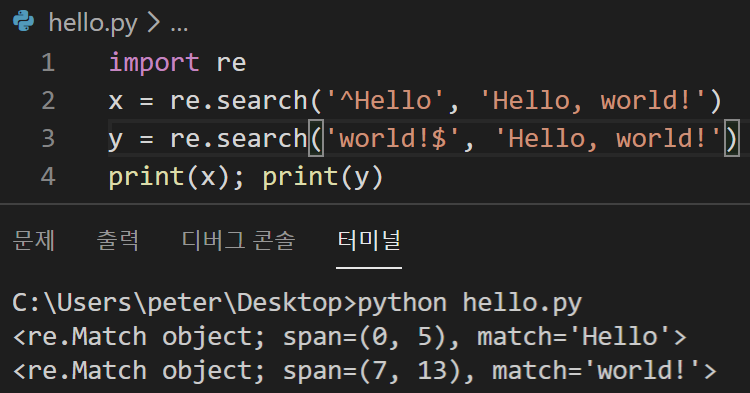 hello.py > ...
1 import re
2 x = re.search('^Hello', 'Hello, world!')
3 y = re.search('world!$', 'Hello, world!')
4 print(x); print(y)
문제 출력 디버그 콘솔 터미널
C:\Users\peter\Desktop>python hello.py
<re.Match object; span=(0, 5), match='Hello'>
<re.Match object; span=(7, 13), match='world!'>